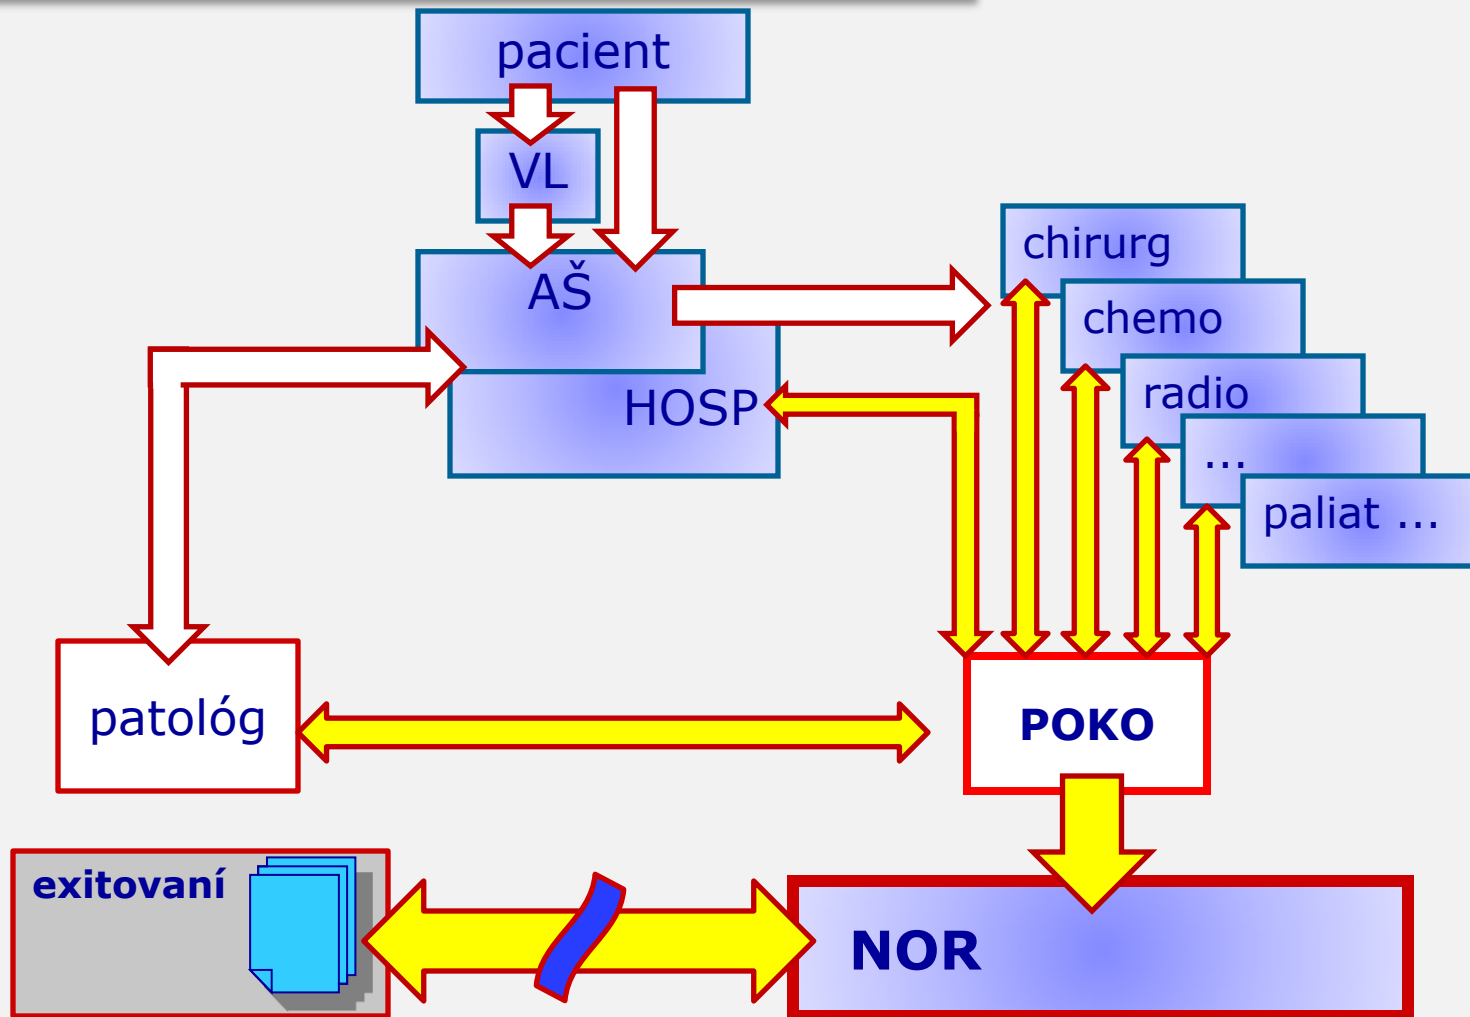 pacient
VL
AŠ
HOSP
chirurg
chemo
radio
...
paliat ...
patológ
POKO
exitovaní
NOR